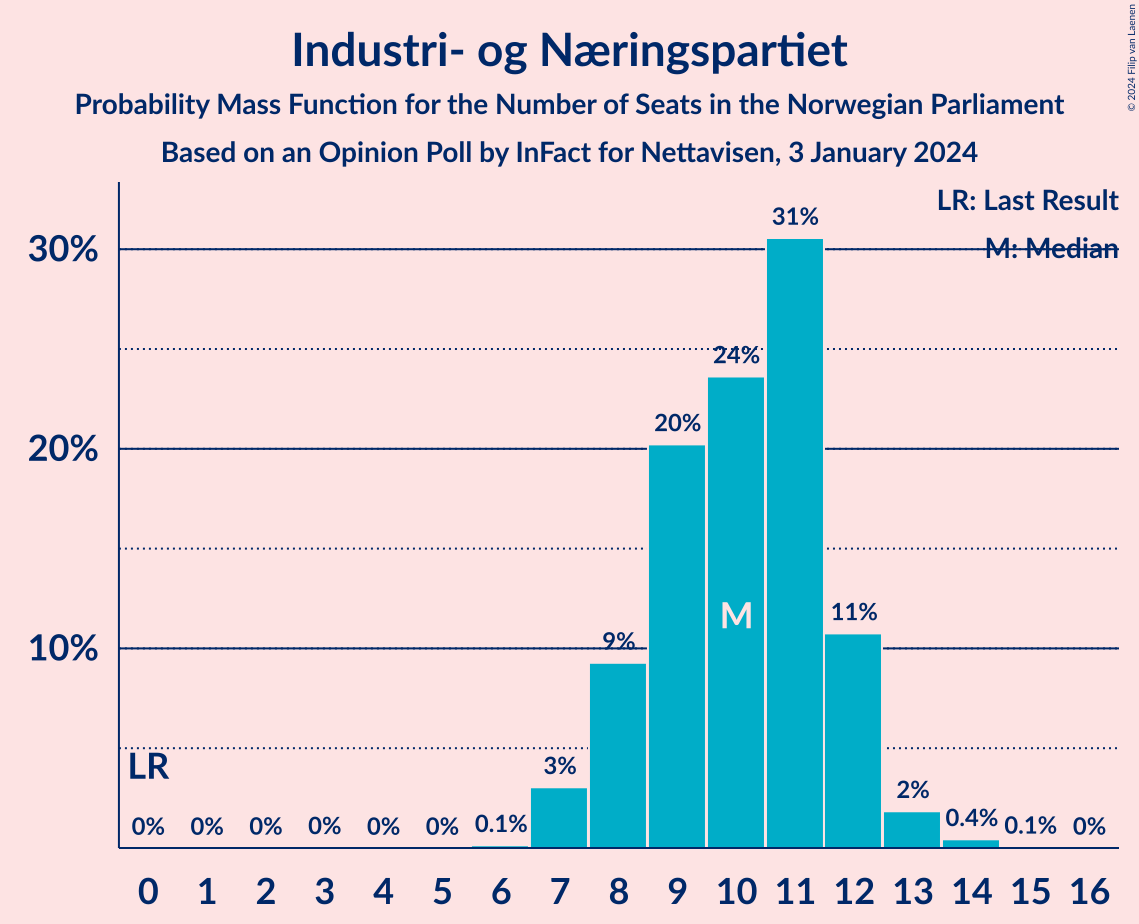 Industri- og Næringspartiet
Probability Mass Function for the Number of Seats in the Norwegian Parliament
Based on an Opinion Poll by InFact for Nettavisen, 3 January 2024
© 2024 Filip van Laenen
LR: Last Result
M: Median
30%
20%
10%
31%
24%
20%
M
11%
9%
LR
3%
2%
0% 0% 0% 0% 0% 0% 0.1% 0.4% 0.1% 0%
0 1 2 3 4 5 6 7 8 9 10 11 12 13 14 15 16